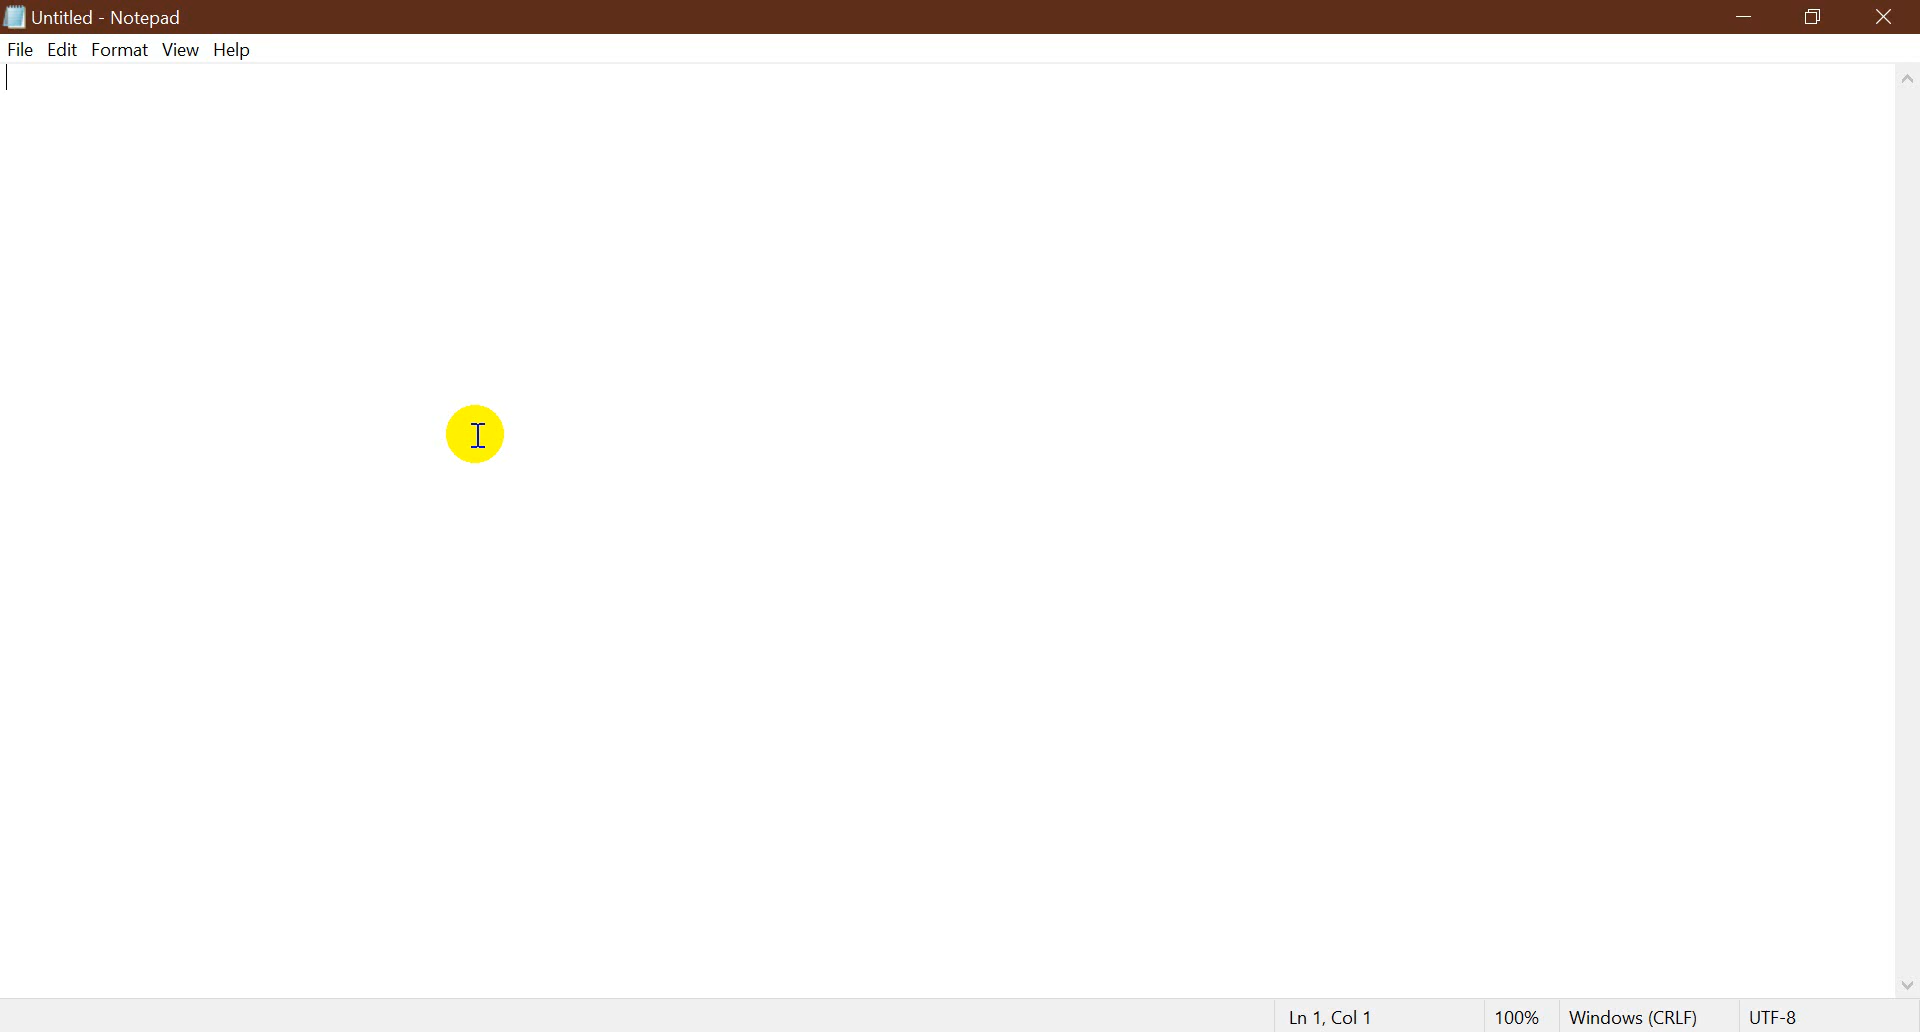 Untitled - Notepad
File Edit Format View Help
Ln 1, Col 1 100% Windows (CRLF) UTF-8